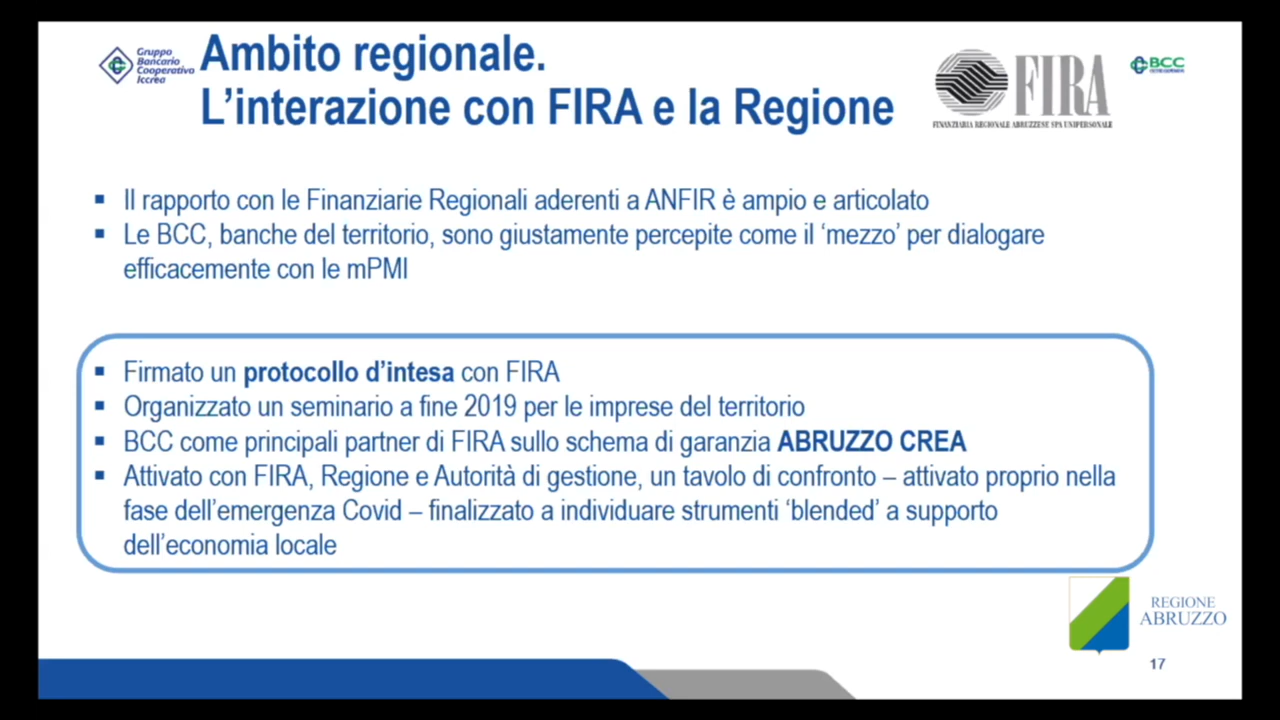 Gruppo
Bancario
Cooperativo
Iccrea
Ambito regionale.
L'interazione con FIRA e la Regione
FIRA
FINANZIARIA REGIONALE ABRUZZESE SPA UNIPERSONALE
BCC
▪ Il rapporto con le Finanziarie Regionali aderenti a ANFIR è ampio e articolato
▪ Le BCC, banche del territorio, sono giustamente percepite come il ‘mezzo’ per dialogare
efficacemente con le mPMI
▪ Firmato un protocollo d’intesa con FIRA
▪ Organizzato un seminario a fine 2019 per le imprese del territorio
▪ BCC come principali partner di FIRA sullo schema di garanzia ABRUZZO CREA
▪ Attivato con FIRA, Regione e Autorità di gestione, un tavolo di confronto – attivato proprio nella
fase dell’emergenza Covid – finalizzato a individuare strumenti ‘blended’ a supporto
dell’economia locale
REGIONE
ABRUZZO
17